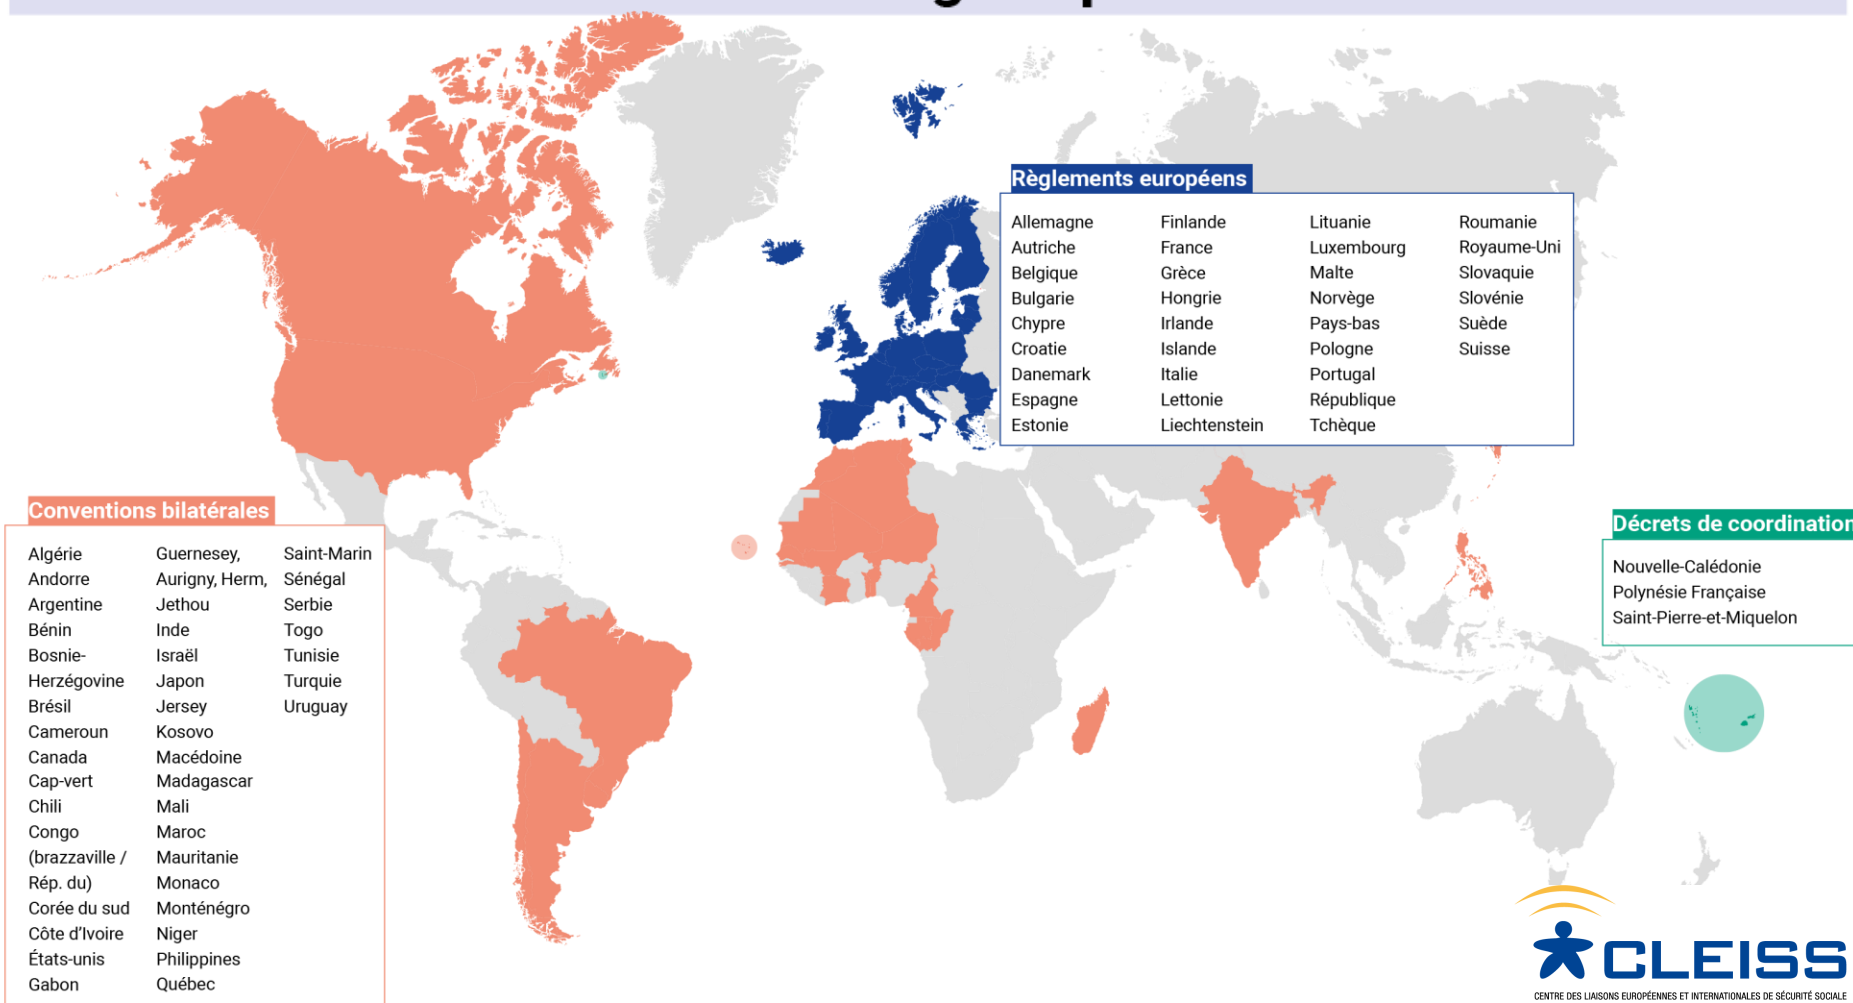 Règlements européens
Allemagne
Autriche
Belgique
Bulgarie
Chypre
Croatie
Danemark
Espagne
Estonie
Finlande
France
Grèce
Hongrie
Irlande
Islande
Italie
Lettonie
Liechtenstein
Lituanie
Luxembourg
Malte
Norvège
Pays-bas
Pologne
Portugal
République
Tchèque
Roumanie
Royaume-Uni
Slovaquie
Slovénie
Suède
Suisse
Conventions bilatérales
Algérie
Andorre
Argentine
Bénin
Bosnie-
Herzégovine
Brésil
Cameroun
Canada
Cap-vert
Chili
Congo
(brazzaville /
Rép. du)
Corée du sud
Côte d'Ivoire
États-unis
Gabon
Guernesey,
Aurigny, Herm,
Jethou
Inde
Israël
Japon
Jersey
Kosovo
Macédoine
Madagascar
Mali
Maroc
Mauritanie
Monaco
Monténégro
Niger
Philippines
Québec
Saint-Marin
Sénégal
Serbie
Togo
Tunisie
Turquie
Uruguay
Décrets de coordination
Nouvelle-Calédonie
Polynésie Française
Saint-Pierre-et-Miquelon
CLEISS
CENTRE DES LIAISONS EUROPÉENNES ET INTERNATIONALES DE SÉCURITÉ SOCIALE